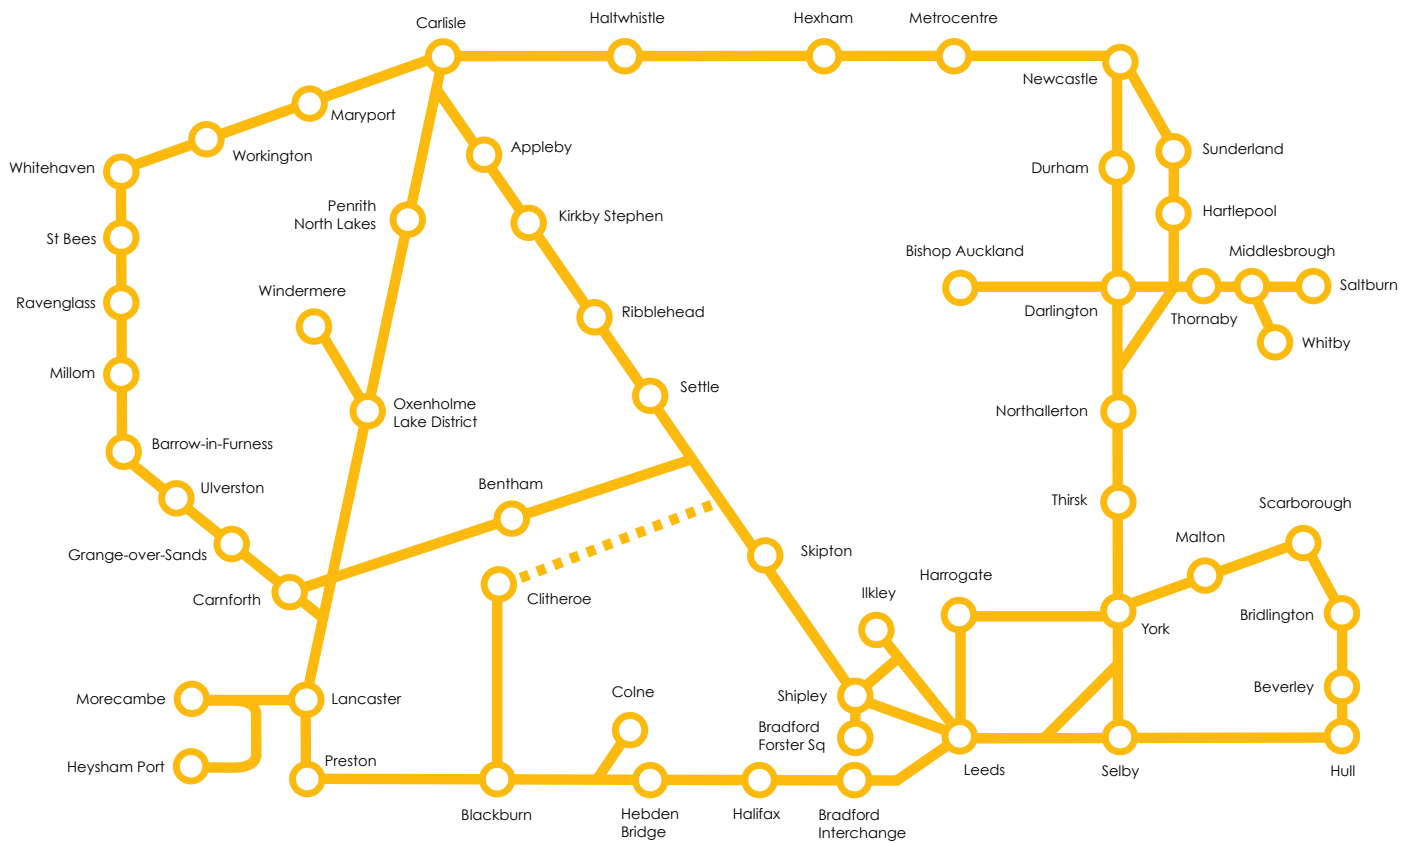 Carlisle
Haltwhistle
Hexham
Metrocentre
Newcastle
Maryport
Workington
Whitehaven
Appleby
Sunderland
Durham
Penrith
North Lakes
Kirkby Stephen
Hartlepool
St Bees
Bishop Auckland
Middlesbrough
Windermere
Ravenglass
Ribblehead
Darlington
Thornaby
Saltburn
Whitby
Millom
Settle
Oxenholme
Lake District
Northallerton
Barrow-in-Furness
Ulverston
Bentham
Thirsk
Scarborough
Grange-over-Sands
Skipton
Malton
Harrogate
Ilkley
Carnforth
Clitheroe
York
Bridlington
Morecambe
Lancaster
Colne
Shipley
Beverley
Bradford
Forster Sq
Heysham Port
Preston
Leeds
Selby
Hull
Blackburn
Hebden
Bridge
Halifax
Bradford
Interchange